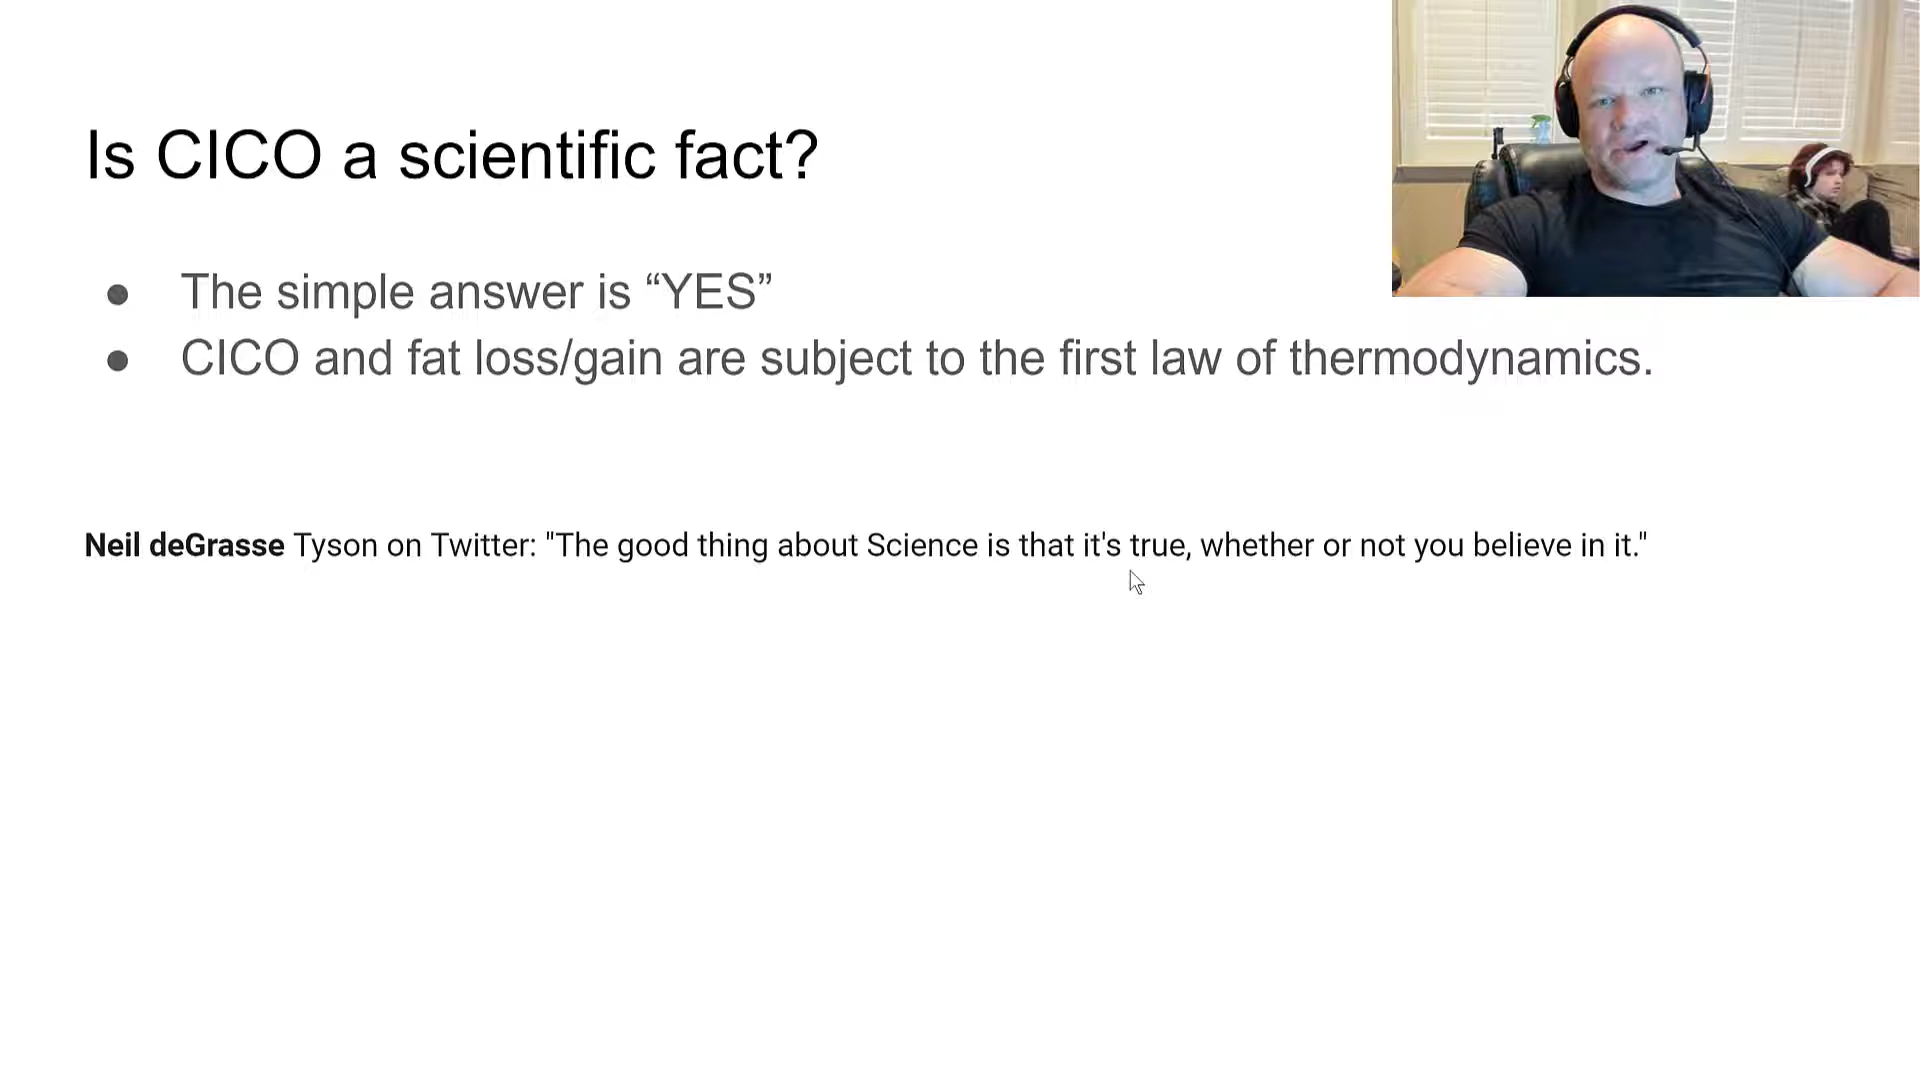 Is CICO a scientific fact?
● The simple answer is “YES”
● CICO and fat loss/gain are subject to the first law of thermodynamics.
Neil deGrasse Tyson on Twitter: "The good thing about Science is that it's true, whether or not you believe in it."